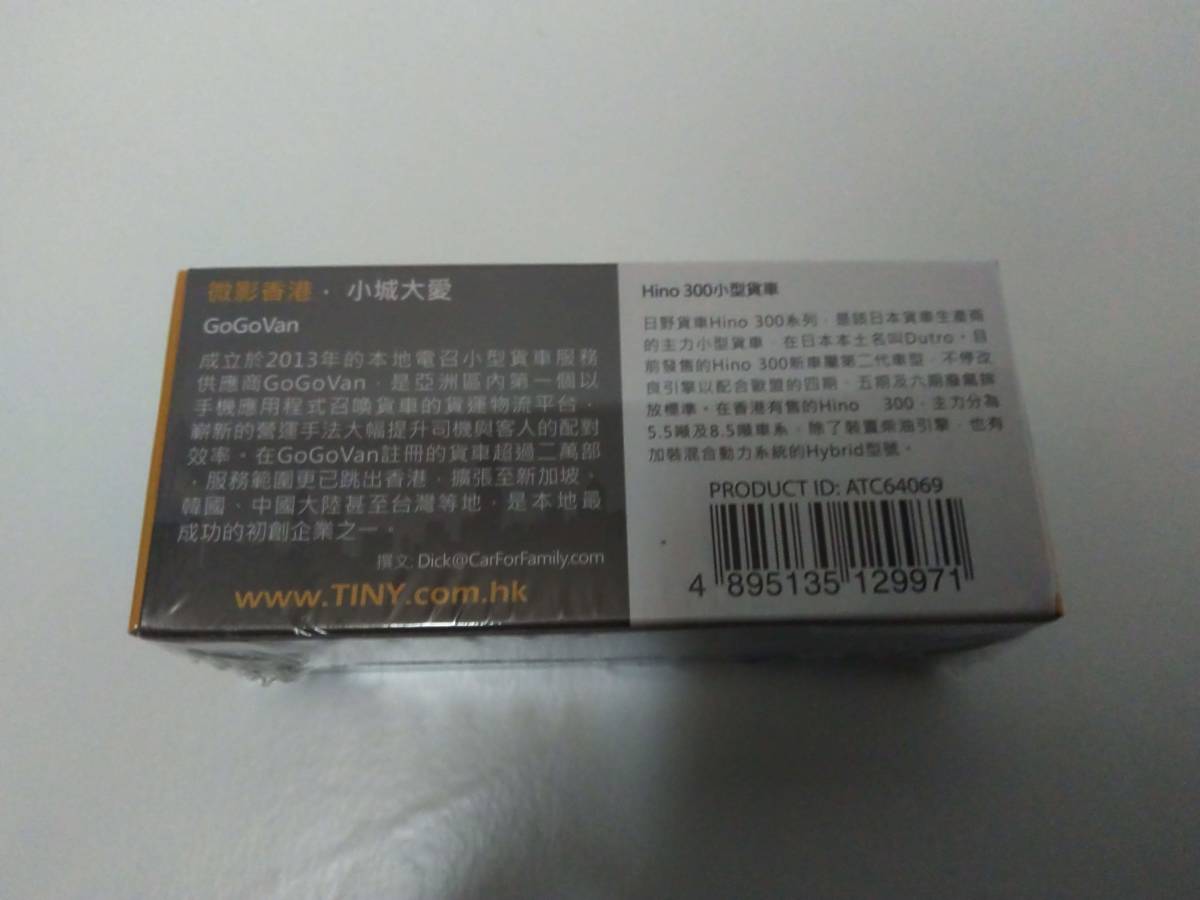 微影香港・小城大愛
GoGoVan
成立於2013年的本地電召小型貨車服務
供應商GoGoVan，是亞洲區內第一個以
手機應用程式召喚貨車的貨運物流平台，
嶄新的營運手法大幅提升司機與客人的配對
效率。在GoGoVan註冊的貨車超過二萬部
，服務範圍更已跳出香港，擴張至新加坡、
韓國、中國大陸甚至台灣等地，是本地最
成功的初創企業之一。
撰文: Dick@CarForFamily.com
www.TINY.com.hk
Hino 300小型貨車
日野貨車Hino 300系列，是該日本貨車生產商
的主力小型貨車，在日本本土名叫Dutro。目
前發售的Hino 300新車屬第二代車型，不停改
良引擎以配合歐盟的四期、五期及六期廢氣排
放標準。在香港有售的Hino 300，主力分為
5.5噸及8.5噸車系，除了裝置柴油引擎，也有
加裝混合動力系統的Hybrid型號。
PRODUCT ID: ATC64069
4 895135 129971